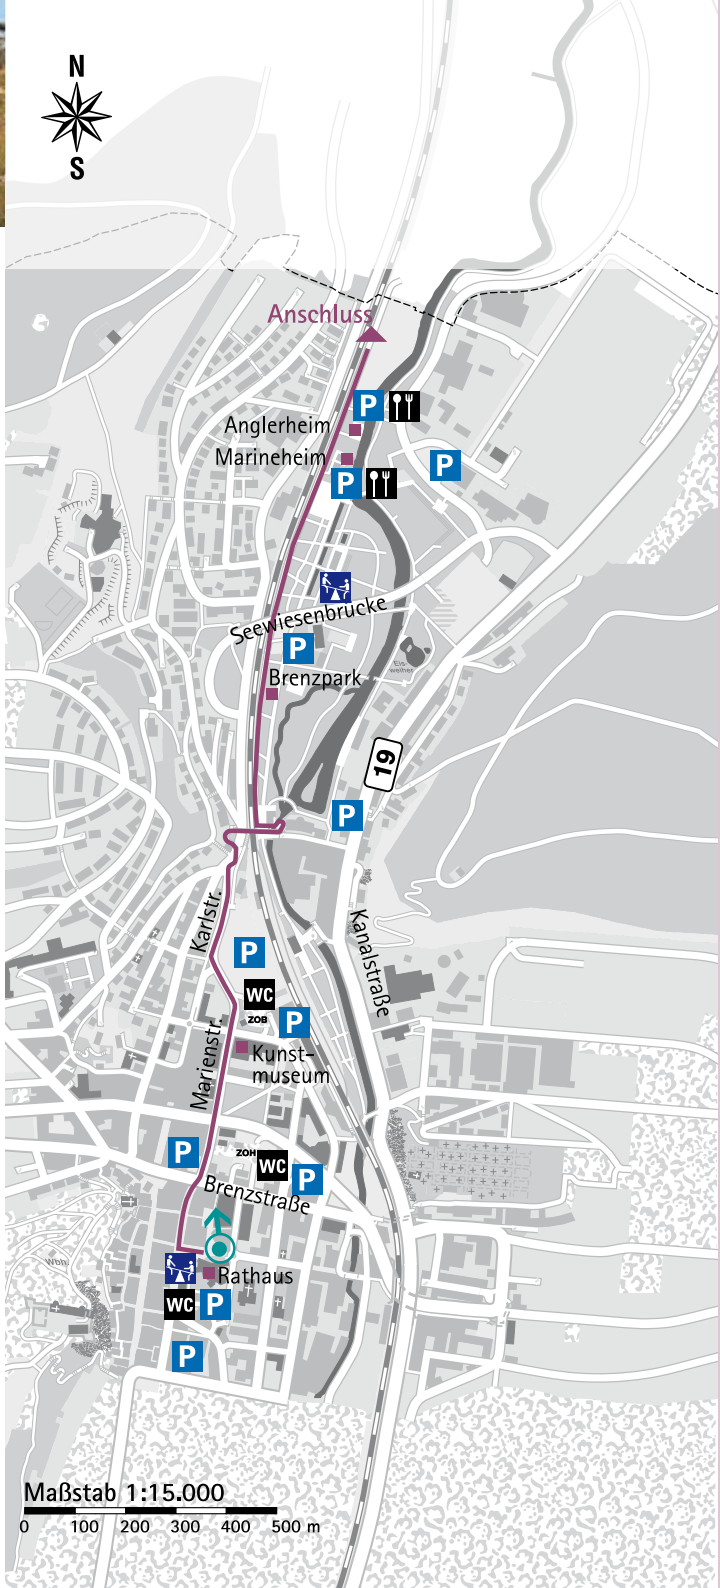 N
S
Anschluss
P
Anglerheim
Marineheim
P
P
Seewiesenbrücke
P
Eis
weiher
Brenzpark
19
P
Karlstr.
Kanalstraße
P
WC
ZOB
P
Marienstr.
Kunst-
museum
P
ZOH
WC
P
Brenzstraße
Wbh.
Rathaus
WC
P
P
Maßstab 1:15.000
0 100 200 300 400 500 m